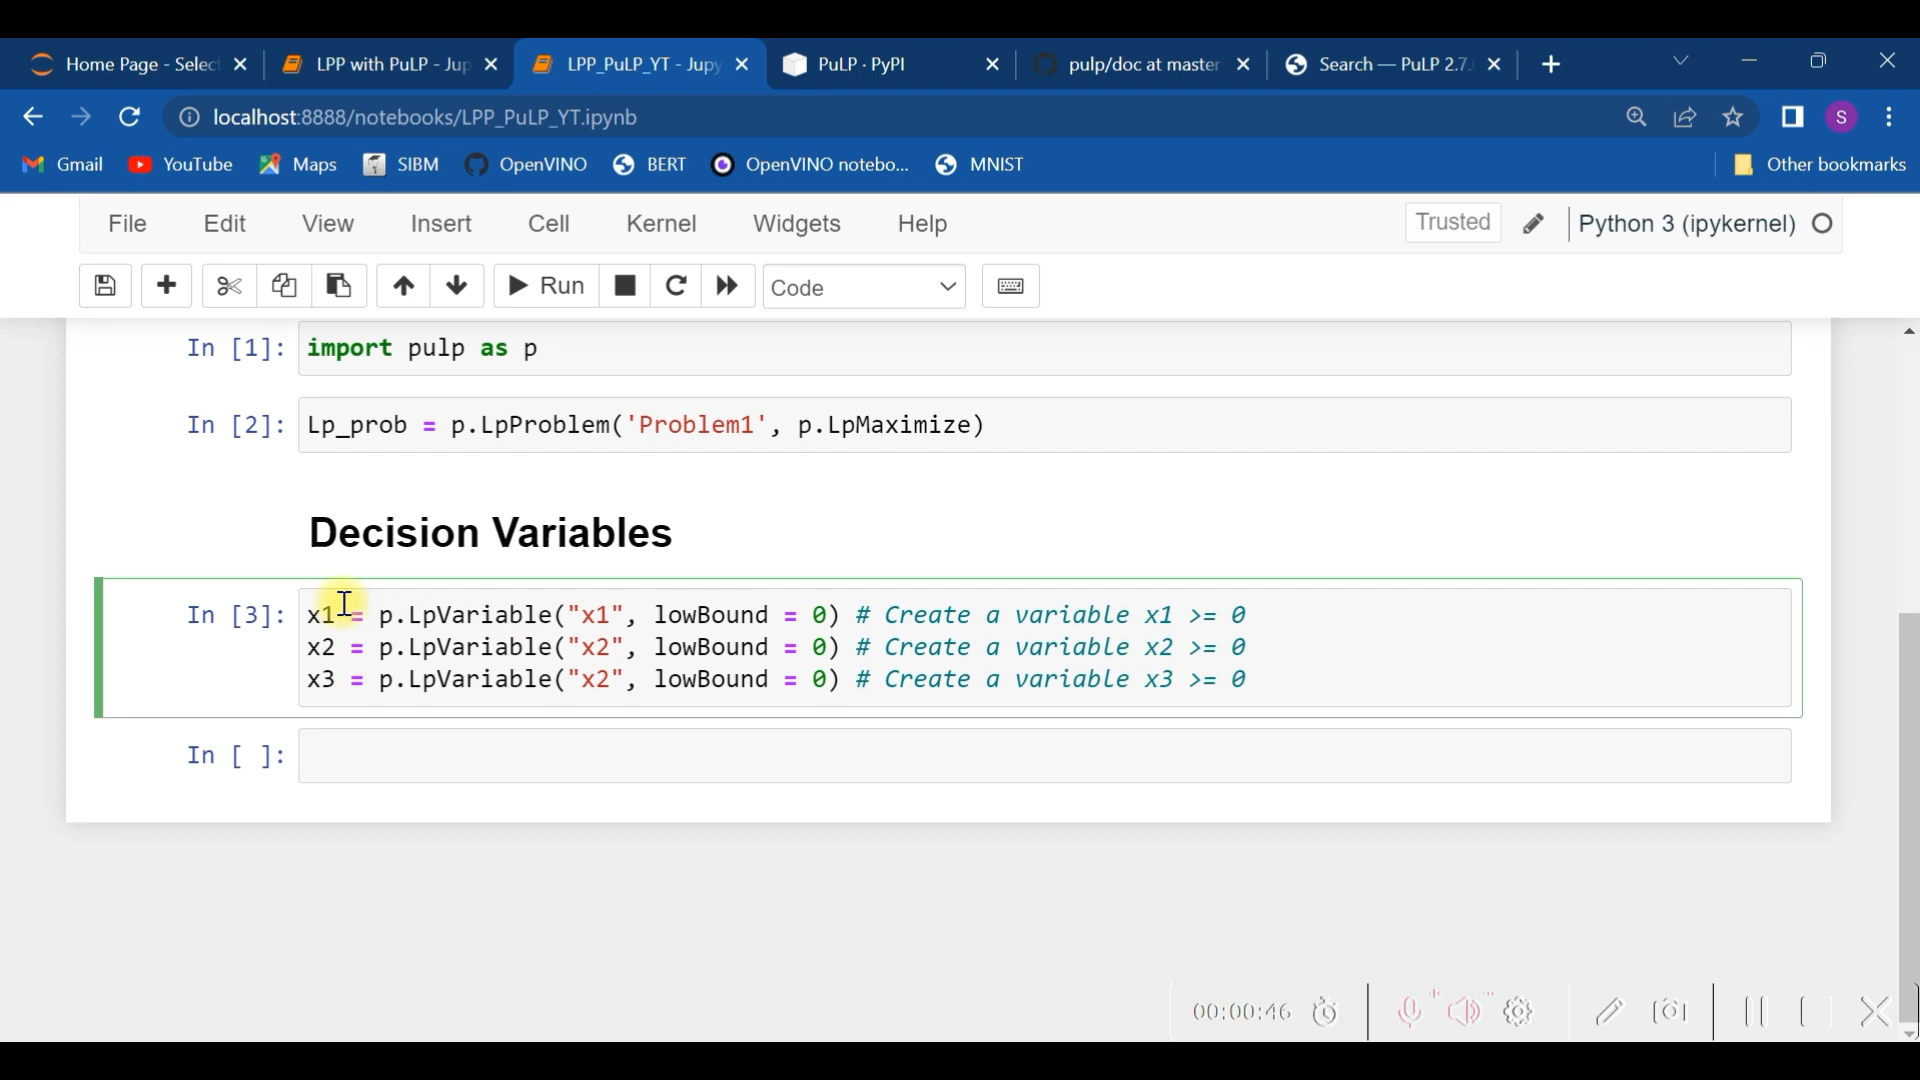 Home Page - Selec LPP with PuLP - Jup LPP_PuLP_YT - Jupy PuLP · PyPI pulp/doc at master Search — PuLP 2.7.
localhost:8888/notebooks/LPP_PuLP_YT.ipynb S
Gmail YouTube Maps SIBM OpenVINO BERT OpenVINO notebo... MNIST Other bookmarks
File Edit View Insert Cell Kernel Widgets Help Trusted Python 3 (ipykernel)
Run Code
In [1]: import pulp as p
In [2]: Lp_prob = p.LpProblem('Problem1', p.LpMaximize)
Decision Variables
In [3]: x1 = p.LpVariable("x1", lowBound = 0) # Create a variable x1 >= 0
x2 = p.LpVariable("x2", lowBound = 0) # Create a variable x2 >= 0
x3 = p.LpVariable("x2", lowBound = 0) # Create a variable x3 >= 0
In [ ]:
00:00:46